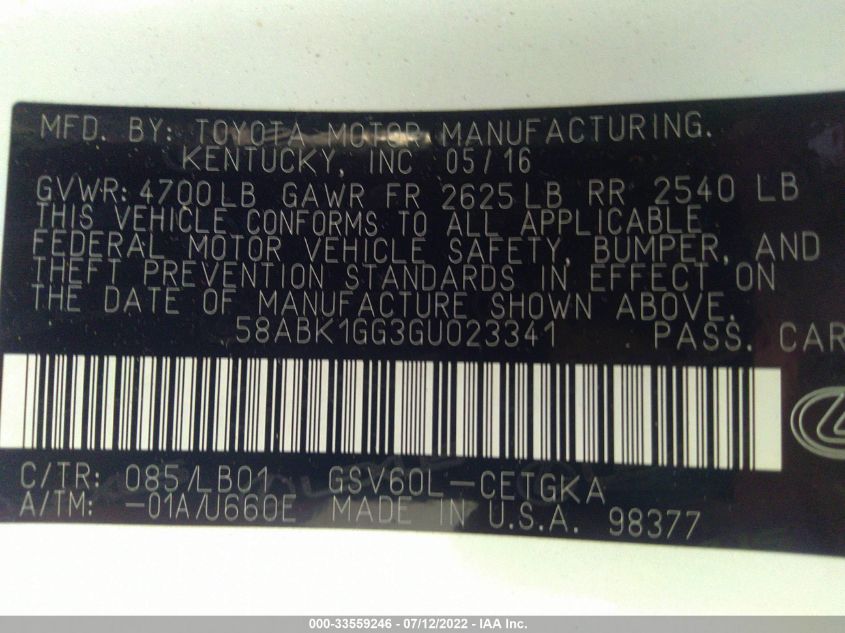 MFD. BY: TOYOTA MOTOR MANUFACTURING.
KENTUCKY, INC 05/16
GVWR: 4700LB GAWR FR 2625LB RR 2540 LB
THIS VEHICLE CONFORMS TO ALL APPLICABLE
FEDERAL MOTOR VEHICLE SAFETY, BUMPER, AND
THEFT PREVENTION STANDARDS IN EFFECT ON
THE DATE OF MANUFACTURE SHOWN ABOVE.
58ABK1GG3GU023341 PASS. CAR
C/TR: 085/LB01 GSV60L-CETGKA
A/TM: -01A/U660E MADE IN U.S.A. 98377
000-33559246 - 07/12/2022 - IAA Inc.